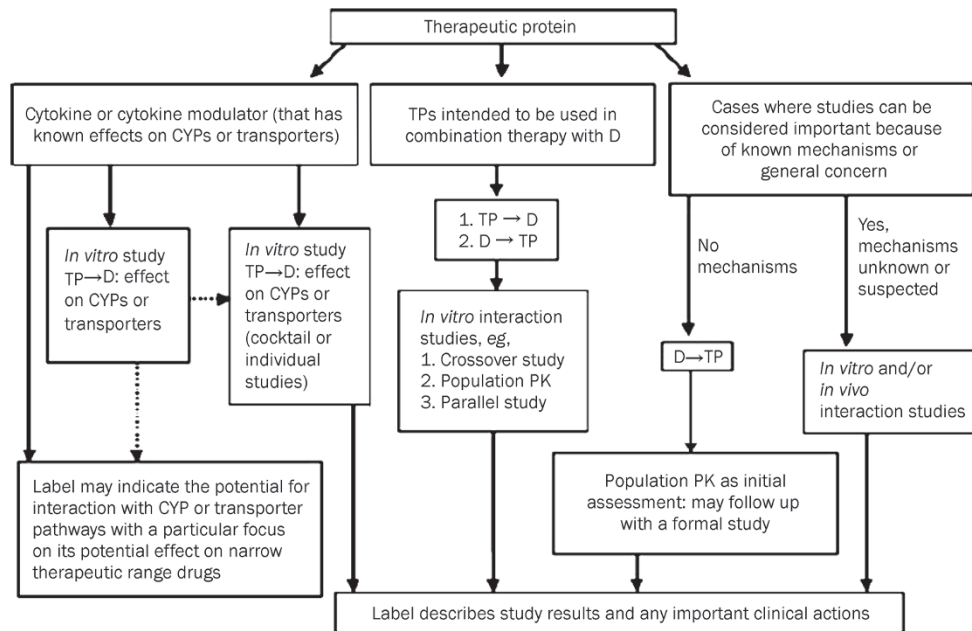 Therapeutic protein
Cytokine or cytokine modulator (that has
known effects on CYPs or transporters)
TPs intended to be used in
combination therapy with D
Cases where studies can be
considered important because
of known mechanisms or
general concern
In vitro study
TP→D: effect
on CYPs or
transporters
In vitro study
TP→D: effect
on CYPs or
transporters
(cocktail or
individual
studies)
1. TP → D
2. D → TP
In vitro interaction
studies, eg,
1. Crossover study
2. Population PK
3. Parallel study
No
mechanisms
Yes,
mechanisms
unknown or
suspected
D→TP
In vitro and/or
in vivo
interaction studies
Label may indicate the potential for
interaction with CYP or transporter
pathways with a particular focus
on its potential effect on narrow
therapeutic range drugs
Population PK as initial
assessment: may follow up
with a formal study
Label describes study results and any important clinical actions